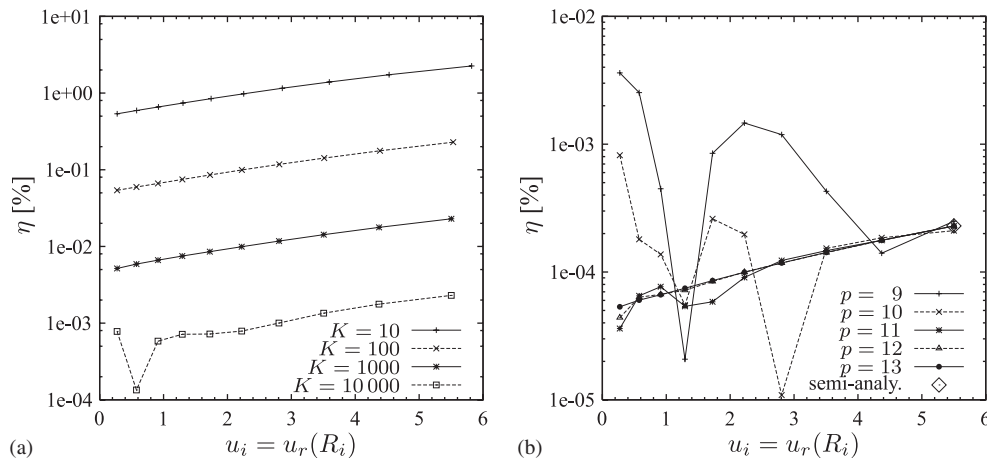 1e+01
1e+00
1e-01
1e-02
1e-03
1e-04
η [%]
0 1 2 3 4 5 6
u_i = u_r(R_i)
K = 10
K = 100
K = 1000
K = 10 000
(a)
1e-02
1e-03
1e-04
1e-05
η [%]
0 1 2 3 4 5 6
u_i = u_r(R_i)
p = 9
p = 10
p = 11
p = 12
p = 13
semi-analy.
(b)